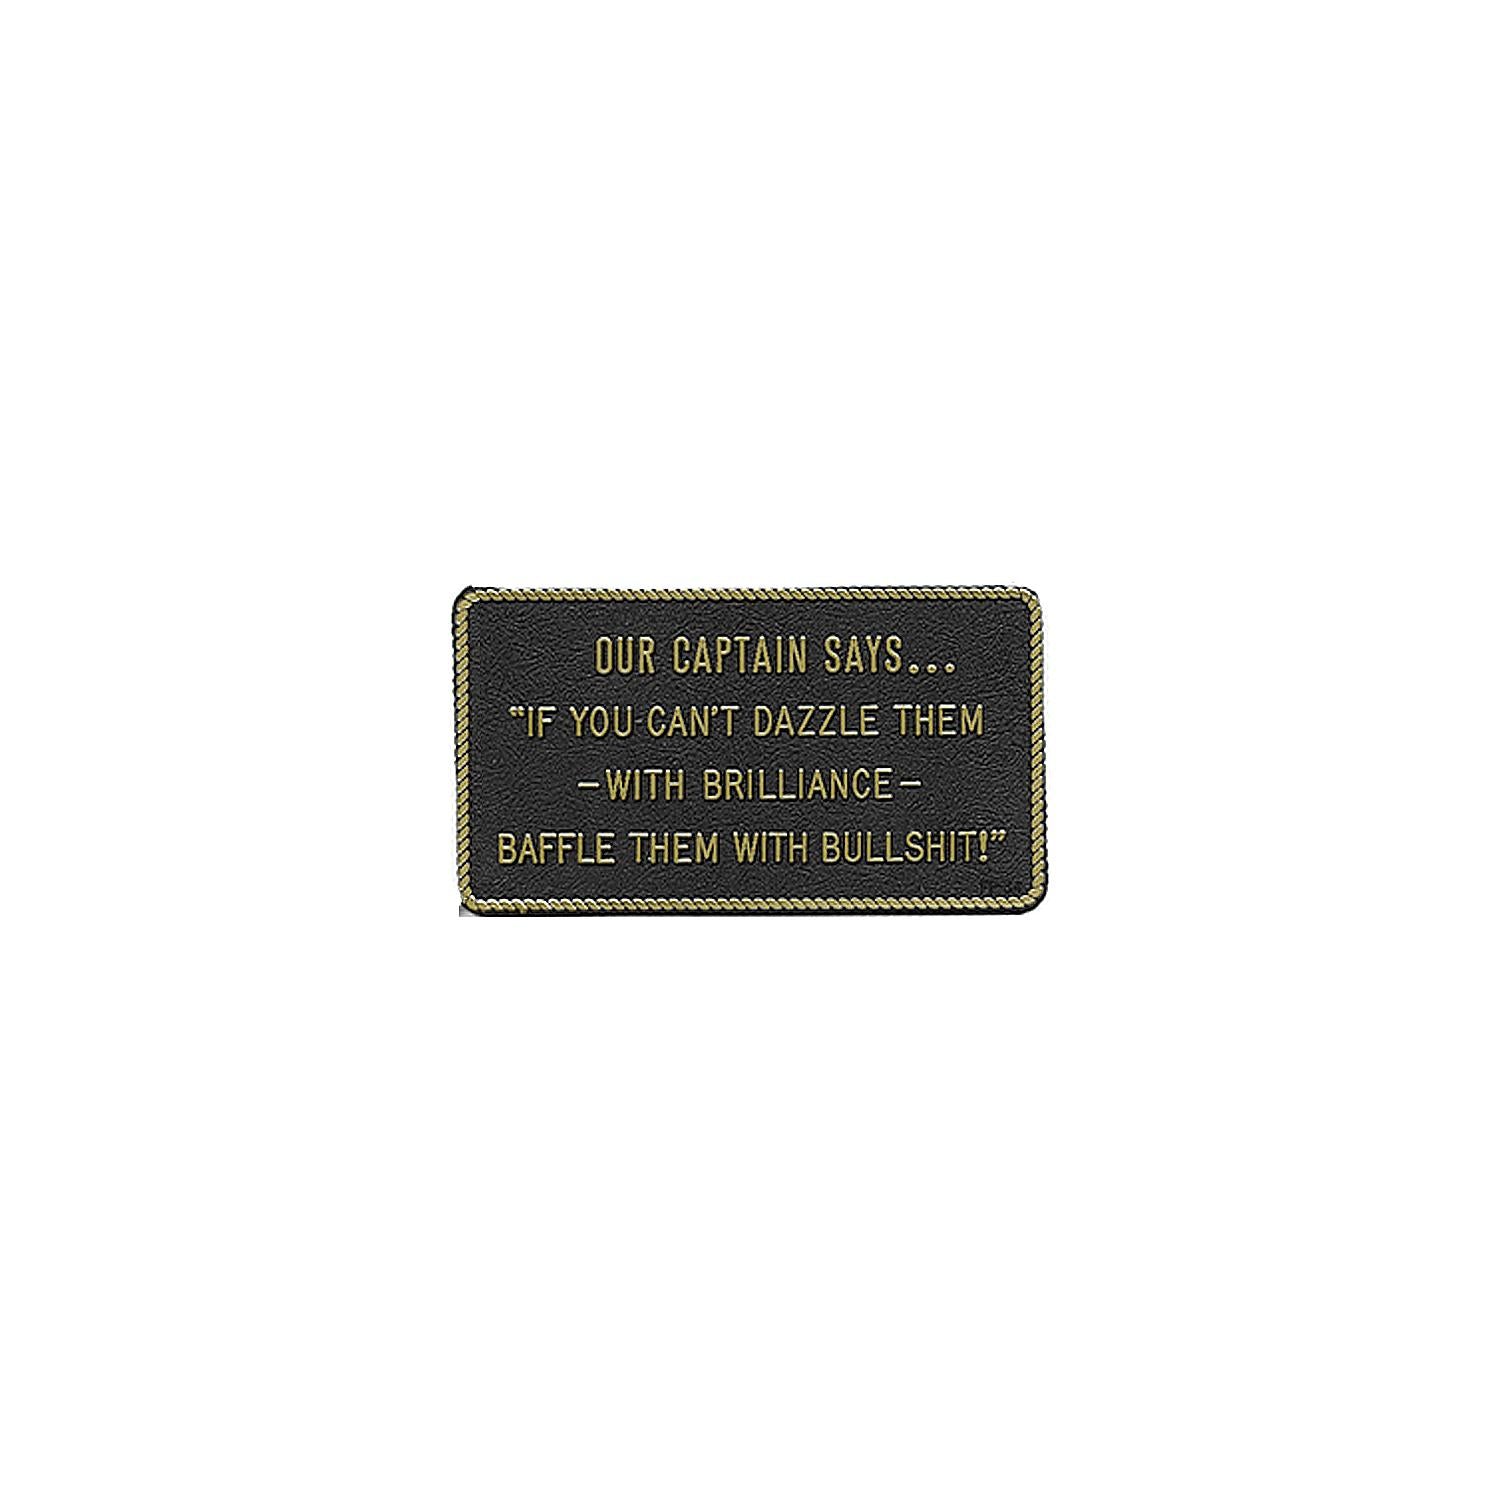 OUR CAPTAIN SAYS...
“IF YOU CAN'T DAZZLE THEM
–WITH BRILLIANCE–
BAFFLE THEM WITH BULLSHIT!”